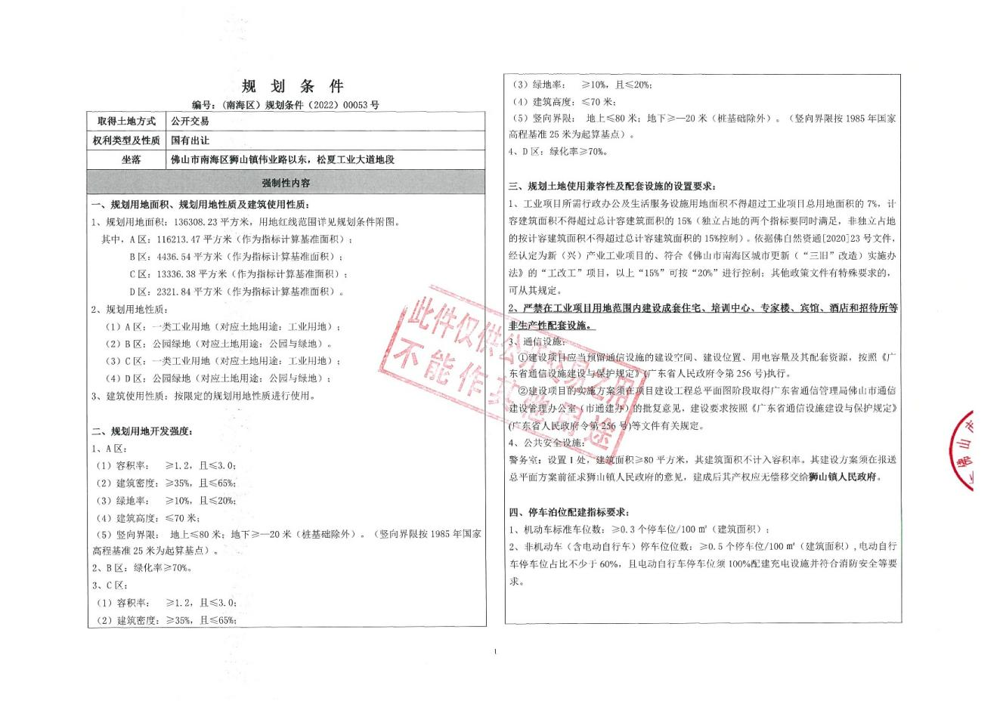 规 划 条 件
编号：（南海区）规划条件（2022）00053号
取得土地方式 公开交易
权利类型及性质 国有出让
坐落 佛山市南海区狮山镇伟业路以东，松夏工业大道地段
强制性内容
一、规划用地面积、规划用地性质及建筑使用性质：
1、规划用地面积：136308.23 平方米，用地红线范围详见规划条件附图。
其中，A 区：116213.47 平方米（作为指标计算基准面积）；
B 区：4436.54 平方米（作为指标计算基准面积）；
C 区：13336.38 平方米（作为指标计算基准面积）；
D 区：2321.84 平方米（作为指标计算基准面积）。
2、规划用地性质：
（1）A 区：一类工业用地（对应土地用途：工业用地）；
（2）B 区：公园绿地（对应土地用途：公园与绿地）。
（3）C 区：一类工业用地（对应土地用途：工业用地）；
（4）D 区：公园绿地（对应土地用途：公园与绿地）；
3、建筑使用性质：按限定的规划用地性质进行使用。
二、规划用地开发强度：
1、A 区：
（1）容积率： ≥1.2，且≤3.0；
（2）建筑密度：≥35%，且≤65%；
（3）绿地率： ≥10%，且≤20%；
（4）建筑高度：≤70 米；
（5）竖向界限： 地上≤80 米；地下≥—20 米（桩基础除外）。（竖向界限按 1985 年国家
高程基准 25 米为起算基点）。
2、B 区：绿化率≥70%。
3、C 区：
（1）容积率： ≥1.2，且≤3.0；
（2）建筑密度：≥35%，且≤65%；
（3）绿地率： ≥10%，且≤20%；
（4）建筑高度：≤70 米；
（5）竖向界限： 地上≤80 米；地下≥—20 米（桩基础除外）。（竖向界限按 1985 年国家
高程基准 25 米为起算基点）。
4、D 区：绿化率≥70%。
三、规划土地使用兼容性及配套设施的设置要求：
1、工业项目所需行政办公及生活服务设施用地面积不得超过工业项目总用地面积的 7%，计
容建筑面积不得超过总计容建筑面积的 15%（独立占地的两个指标要同时满足，非独立占地
的按计容建筑面积不得超过总计容建筑面积的 15%控制）。依据佛自然资通[2020]23 号文件，
经认定为新（兴）产业工业项目的、符合《佛山市南海区城市更新（“三旧”改造）实施办
法》的“工改工”项目，以上“15%”可按“20%”进行控制；其他政策文件有特殊要求的，
可从其规定。
2、严禁在工业项目用地范围内建设成套住宅、培训中心、专家楼、宾馆、酒店和招待所等
非生产性配套设施。
3、通信设施：
①建设项目应当预留通信设施的建设空间、建设位置、用电容量及其配套资源，按照《广
东省通信设施建设与保护规定》（广东省人民政府令第 256 号）执行。
②建设项目的实施方案须在项目建设工程总平面图阶段取得广东省通信管理局佛山市通信
建设管理办公室（市通建办）的批复意见，建设要求按照《广东省通信设施建设与保护规定》
（广东省人民政府令第 256 号）等文件有关规定。
4、公共安全设施：
警务室：设置 1 处，建筑面积≥80 平方米，其建筑面积不计入容积率。其建设方案须在报送
总平面方案前征求狮山镇人民政府的意见，建成后其产权应无偿移交给狮山镇人民政府。
四、停车泊位配建指标要求：
1、机动车标准车位数：≥0.3 个停车位/100 ㎡（建筑面积）；
2、非机动车（含电动自行车）停车位位数：≥0.5 个停车位/100 ㎡（建筑面积），电动自行
车停车位占比不少于 60%，且电动自行车停车位须 100%配建充电设施并符合消防安全等要
求。
此件仅供公开交易之用
不能作其他用途
佛山
1